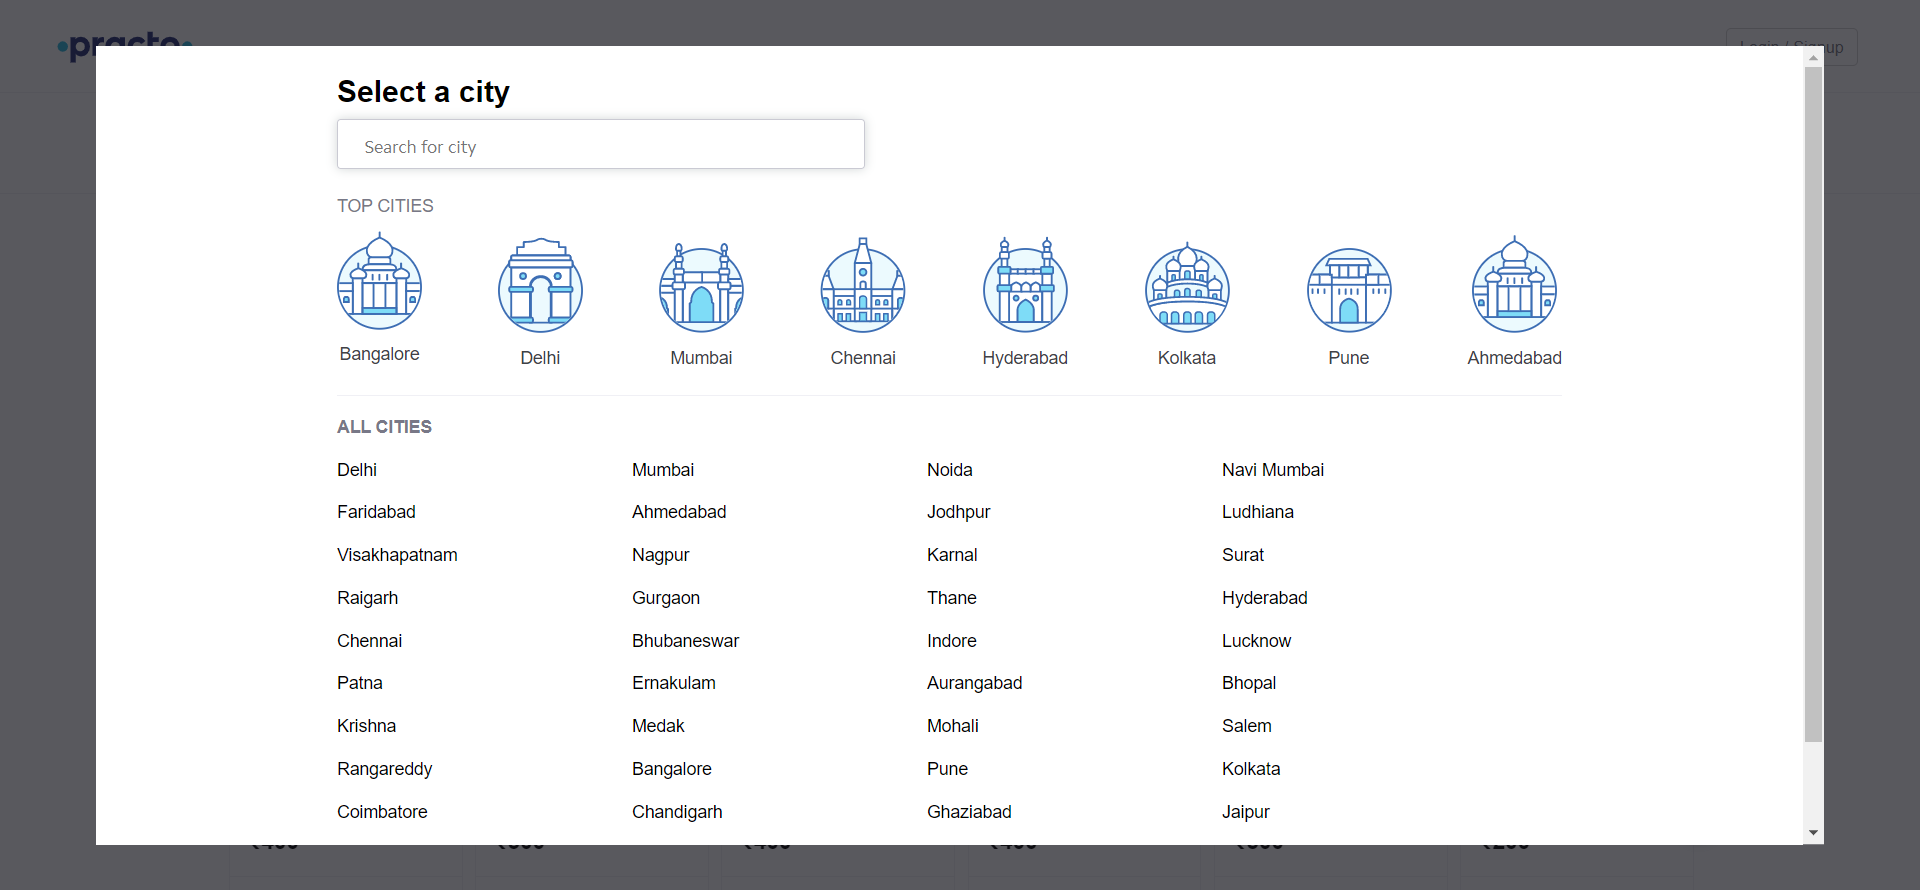 practo
Login / Signup
Select a city
Search for city
TOP CITIES
Bangalore Delhi Mumbai Chennai Hyderabad Kolkata Pune Ahmedabad
ALL CITIES
Delhi Mumbai Noida Navi Mumbai
Faridabad Ahmedabad Jodhpur Ludhiana
Visakhapatnam Nagpur Karnal Surat
Raigarh Gurgaon Thane Hyderabad
Chennai Bhubaneswar Indore Lucknow
Patna Ernakulam Aurangabad Bhopal
Krishna Medak Mohali Salem
Rangareddy Bangalore Pune Kolkata
Coimbatore Chandigarh Ghaziabad Jaipur